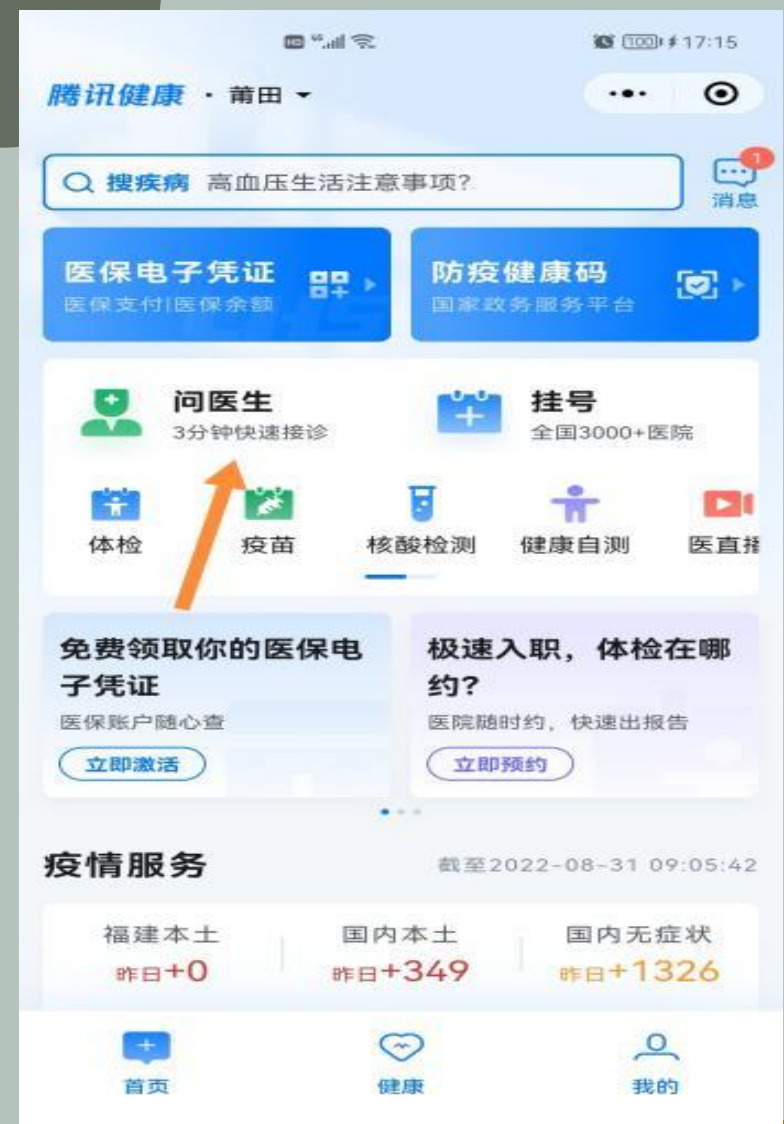 100 17:15
腾讯健康 · 莆田
搜疾病 高血压生活注意事项?
1
消息
医保电子凭证
医保支付|医保余额
防疫健康码
国家政务服务平台
问医生
3分钟快速接诊
挂号
全国3000+医院
体检 疫苗 核酸检测 健康自测 医直播
免费领取你的医保电
子凭证
医保账户随心查
立即激活
极速入职，体检在哪
约?
医院随时约，快速出报告
立即预约
疫情服务 截至2022-08-31 09:05:42
福建本土 国内本土 国内无症状
昨日+0 昨日+349 昨日+1326
首页 健康 我的